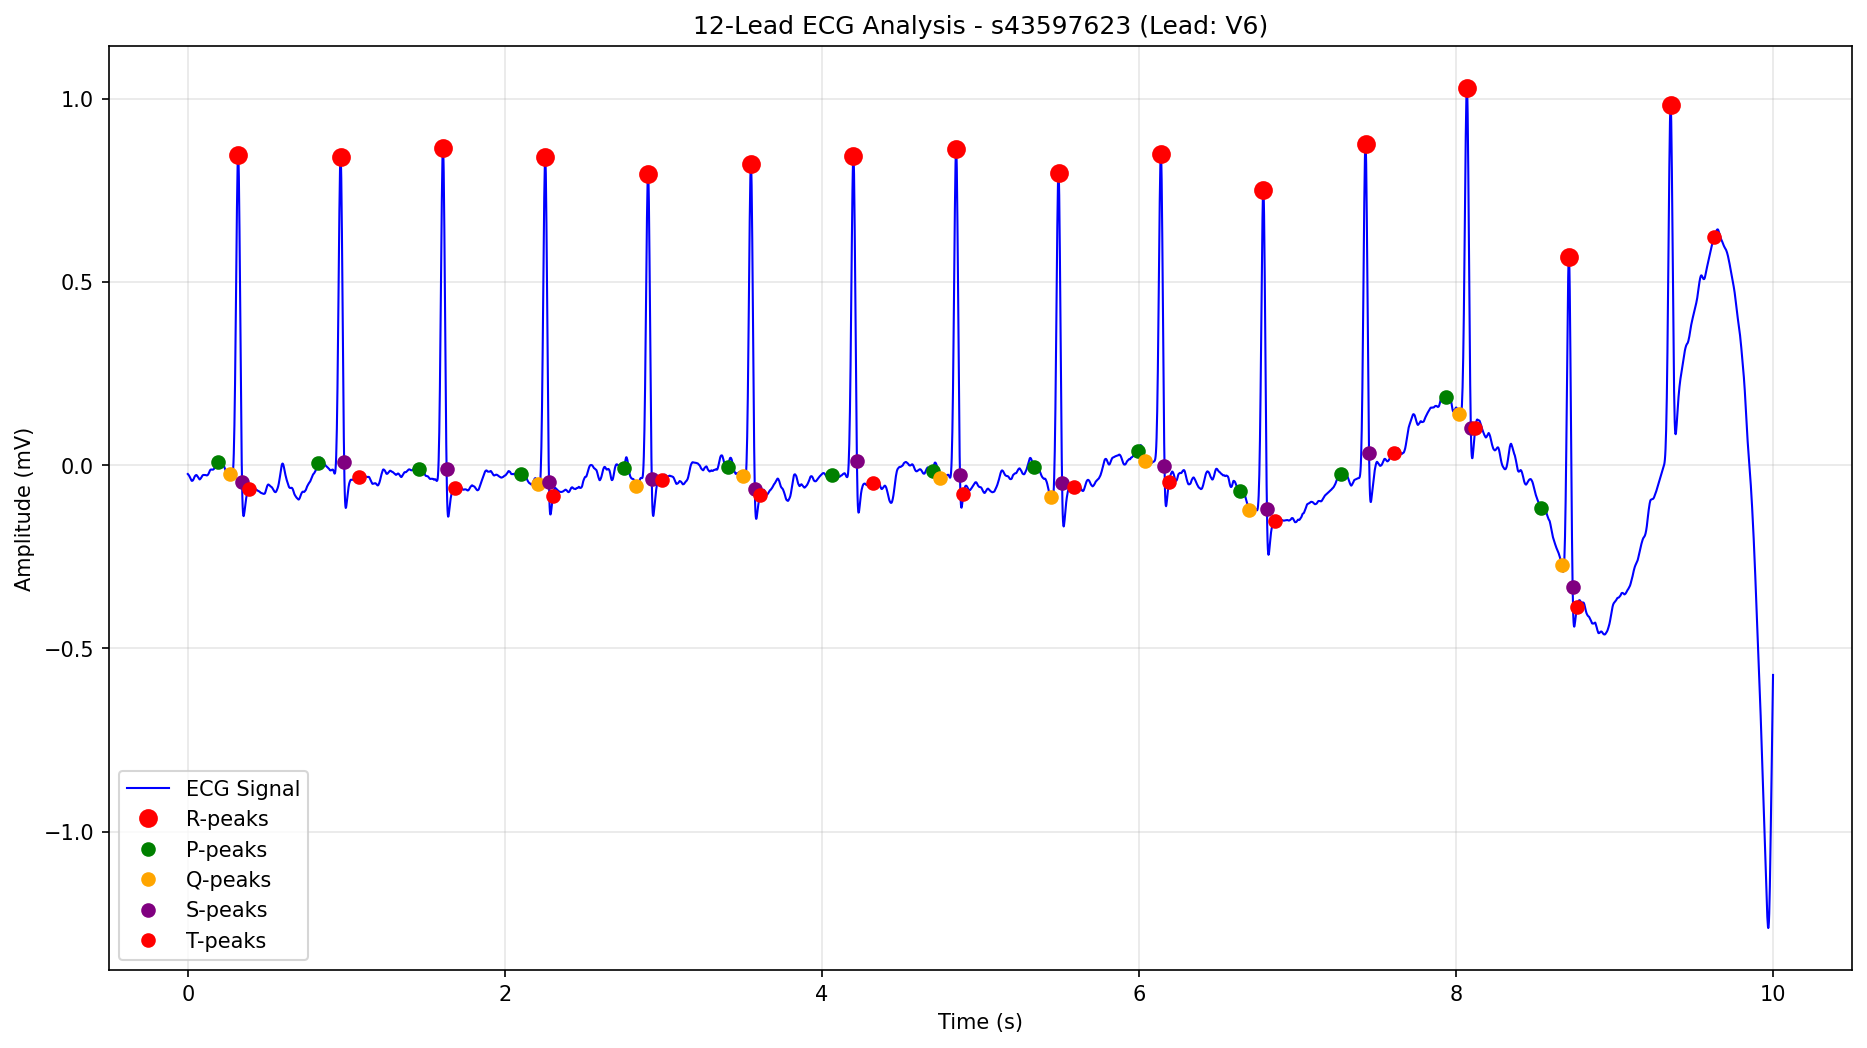 12-Lead ECG Analysis - s43597623 (Lead: V6)
Amplitude (mV)
1.0
0.5
0.0
−0.5
−1.0
ECG Signal
R-peaks
P-peaks
Q-peaks
S-peaks
T-peaks
0 2 4 6 8 10
Time (s)